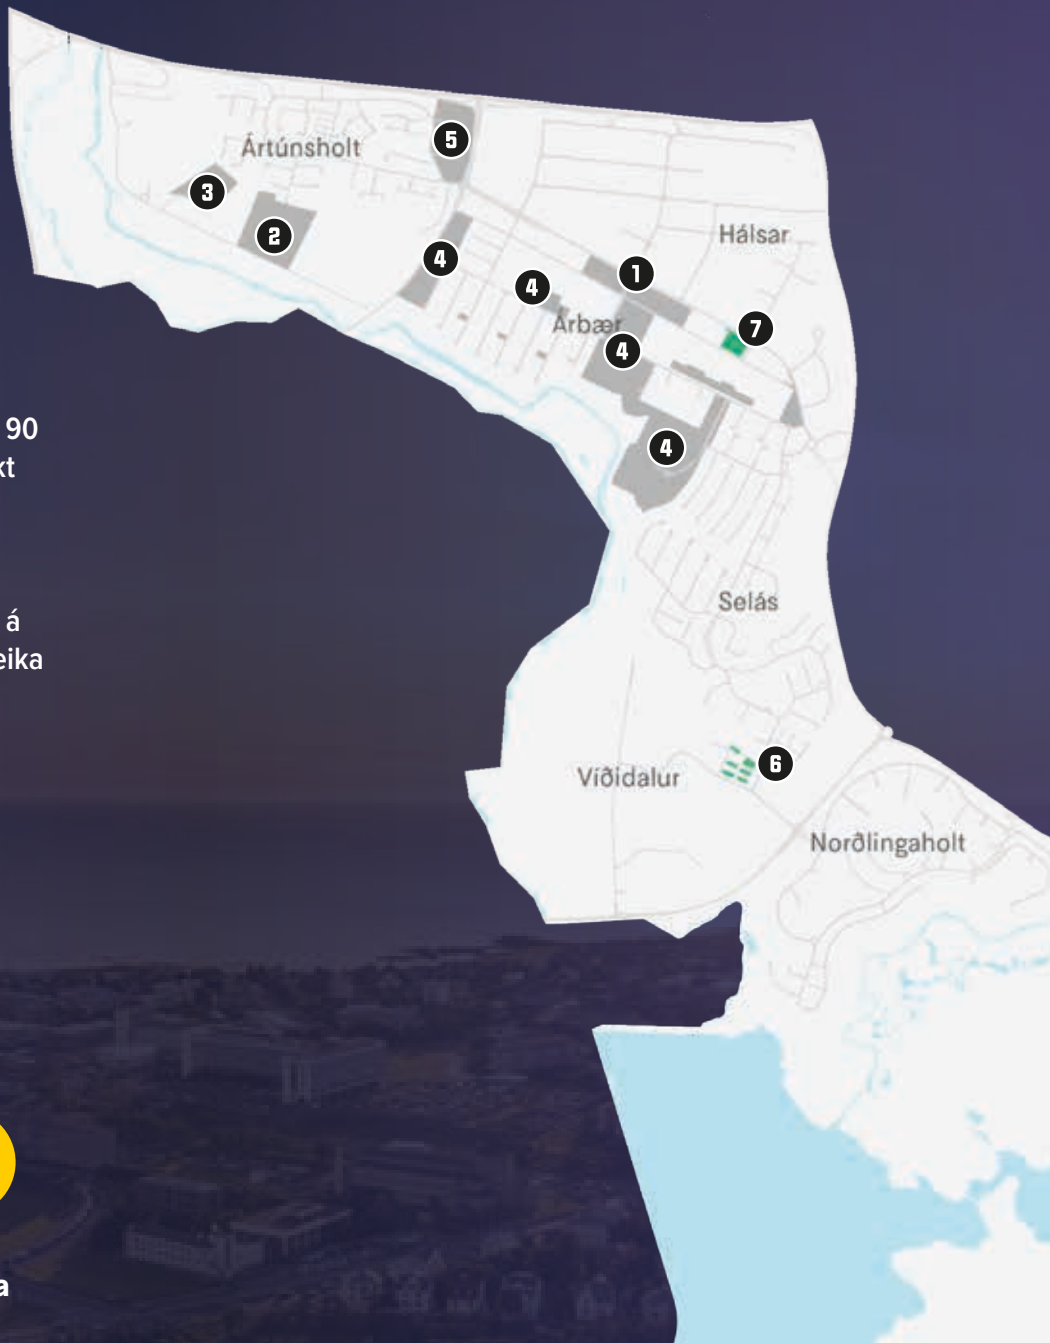 5
Ártúnsholt
3
2
Hálsar
4
1
4
7
Árbær
4
90
kt
4
Selás
á
eika
6
Víðidalur
Norðlingaholt
a